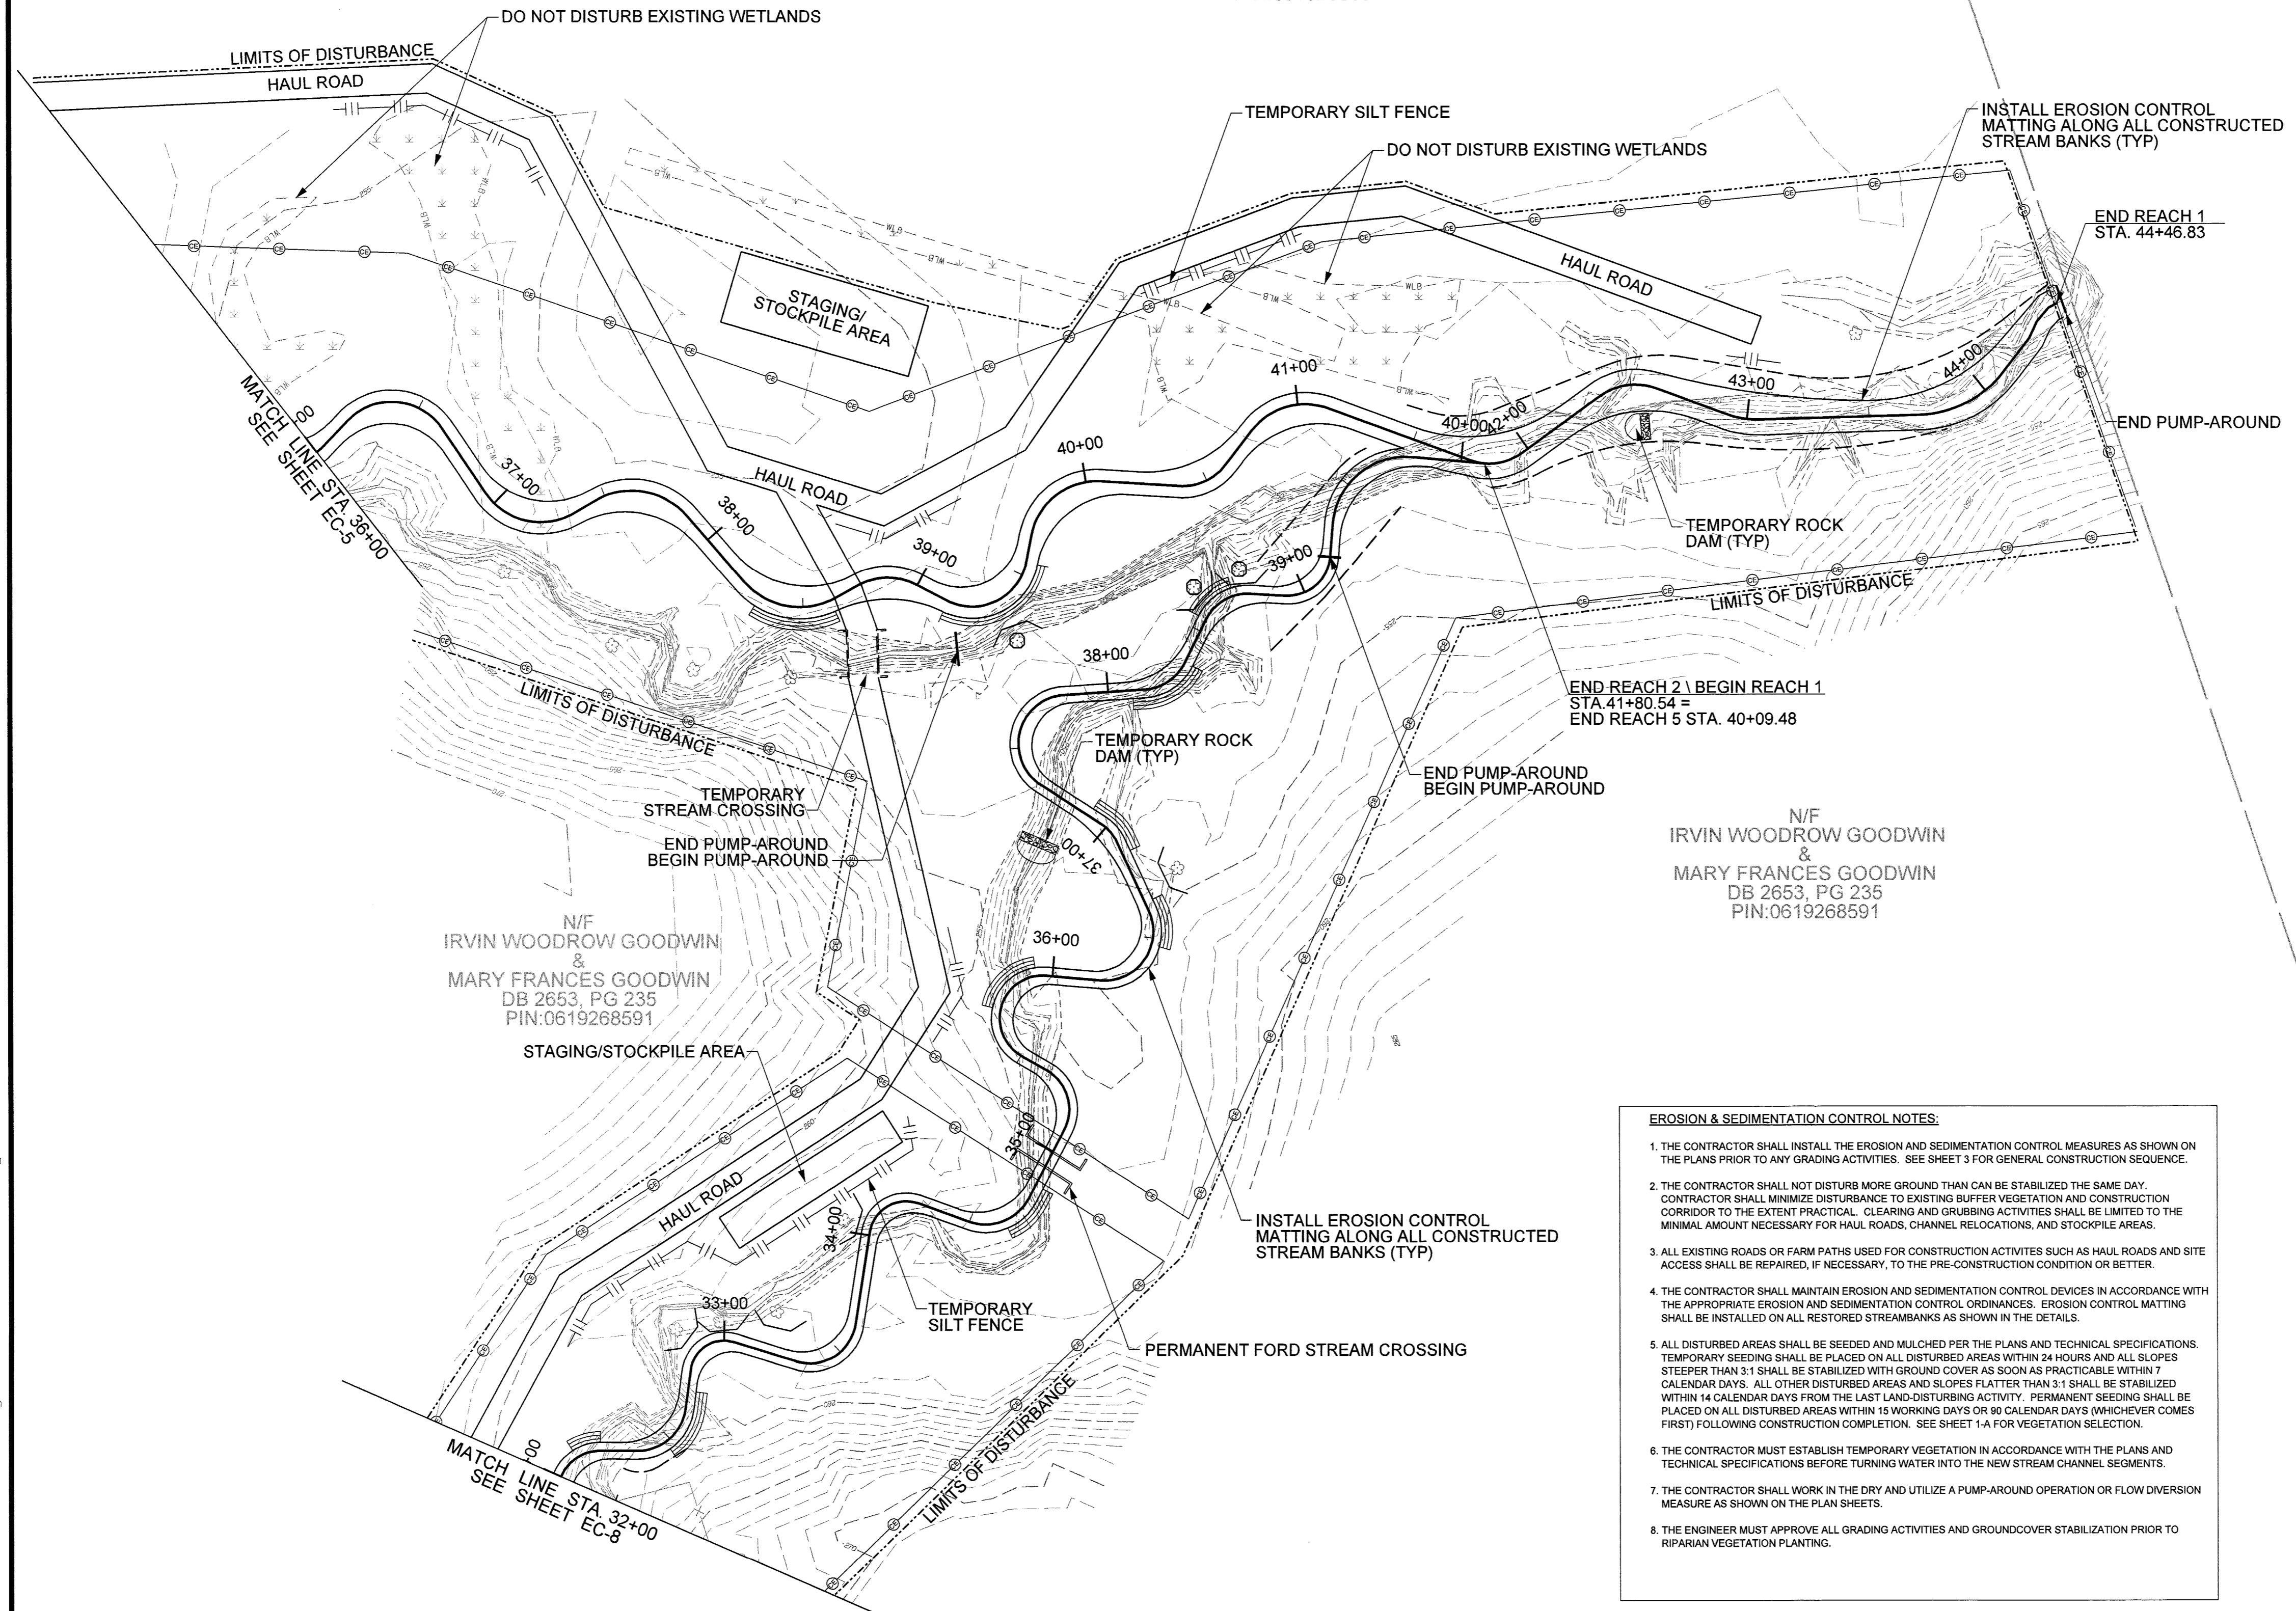 DO NOT DISTURB EXISTING WETLANDS
LIMITS OF DISTURBANCE
HAUL ROAD
TEMPORARY SILT FENCE
DO NOT DISTURB EXISTING WETLANDS
INSTALL EROSION CONTROL
MATTING ALONG ALL CONSTRUCTED
STREAM BANKS (TYP)
END REACH 1
STA. 44+46.83
HAUL ROAD
STAGING/
STOCKPILE AREA
MATCH LINE STA. 36+00
SEE SHEET EC-5
37+00
38+00
HAUL ROAD
39+00
40+00
41+00
40+00
42+00
43+00
44+00
END PUMP-AROUND
TEMPORARY ROCK
DAM (TYP)
39+00
LIMITS OF DISTURBANCE
38+00
END REACH 2 \ BEGIN REACH 1
STA.41+80.54 =
END REACH 5 STA. 40+09.48
LIMITS OF DISTURBANCE
TEMPORARY ROCK
DAM (TYP)
END PUMP-AROUND
BEGIN PUMP-AROUND
TEMPORARY
STREAM CROSSING
END PUMP-AROUND
BEGIN PUMP-AROUND
37+00
N/F
IRVIN WOODROW GOODWIN
&
MARY FRANCES GOODWIN
DB 2653, PG 235
PIN:0619268591
N/F
IRVIN WOODROW GOODWIN
&
MARY FRANCES GOODWIN
DB 2653, PG 235
PIN:0619268591
36+00
STAGING/STOCKPILE AREA
35+00
HAUL ROAD
34+00
INSTALL EROSION CONTROL
MATTING ALONG ALL CONSTRUCTED
STREAM BANKS (TYP)
33+00
TEMPORARY
SILT FENCE
PERMANENT FORD STREAM CROSSING
LIMITS OF DISTURBANCE
MATCH LINE STA. 32+00
SEE SHEET EC-8
EROSION & SEDIMENTATION CONTROL NOTES:
1. THE CONTRACTOR SHALL INSTALL THE EROSION AND SEDIMENTATION CONTROL MEASURES AS SHOWN ON
THE PLANS PRIOR TO ANY GRADING ACTIVITIES. SEE SHEET 3 FOR GENERAL CONSTRUCTION SEQUENCE.
2. THE CONTRACTOR SHALL NOT DISTURB MORE GROUND THAN CAN BE STABILIZED THE SAME DAY.
CONTRACTOR SHALL MINIMIZE DISTURBANCE TO EXISTING BUFFER VEGETATION AND CONSTRUCTION
CORRIDOR TO THE EXTENT PRACTICAL. CLEARING AND GRUBBING ACTIVITIES SHALL BE LIMITED TO THE
MINIMAL AMOUNT NECESSARY FOR HAUL ROADS, CHANNEL RELOCATIONS, AND STOCKPILE AREAS.
3. ALL EXISTING ROADS OR FARM PATHS USED FOR CONSTRUCTION ACTIVITES SUCH AS HAUL ROADS AND SITE
ACCESS SHALL BE REPAIRED, IF NECESSARY, TO THE PRE-CONSTRUCTION CONDITION OR BETTER.
4. THE CONTRACTOR SHALL MAINTAIN EROSION AND SEDIMENTATION CONTROL DEVICES IN ACCORDANCE WITH
THE APPROPRIATE EROSION AND SEDIMENTATION CONTROL ORDINANCES. EROSION CONTROL MATTING
SHALL BE INSTALLED ON ALL RESTORED STREAMBANKS AS SHOWN IN THE DETAILS.
5. ALL DISTURBED AREAS SHALL BE SEEDED AND MULCHED PER THE PLANS AND TECHNICAL SPECIFICATIONS.
TEMPORARY SEEDING SHALL BE PLACED ON ALL DISTURBED AREAS WITHIN 24 HOURS AND ALL SLOPES
STEEPER THAN 3:1 SHALL BE STABILIZED WITH GROUND COVER AS SOON AS PRACTICABLE WITHIN 7
CALENDAR DAYS. ALL OTHER DISTURBED AREAS AND SLOPES FLATTER THAN 3:1 SHALL BE STABILIZED
WITHIN 14 CALENDAR DAYS FROM THE LAST LAND-DISTURBING ACTIVITY. PERMANENT SEEDING SHALL BE
PLACED ON ALL DISTURBED AREAS WITHIN 15 WORKING DAYS OR 90 CALENDAR DAYS (WHICHEVER COMES
FIRST) FOLLOWING CONSTRUCTION COMPLETION. SEE SHEET 1-A FOR VEGETATION SELECTION.
6. THE CONTRACTOR MUST ESTABLISH TEMPORARY VEGETATION IN ACCORDANCE WITH THE PLANS AND
TECHNICAL SPECIFICATIONS BEFORE TURNING WATER INTO THE NEW STREAM CHANNEL SEGMENTS.
7. THE CONTRACTOR SHALL WORK IN THE DRY AND UTILIZE A PUMP-AROUND OPERATION OR FLOW DIVERSION
MEASURE AS SHOWN ON THE PLAN SHEETS.
8. THE ENGINEER MUST APPROVE ALL GRADING ACTIVITIES AND GROUNDCOVER STABILIZATION PRIOR TO
RIPARIAN VEGETATION PLANTING.